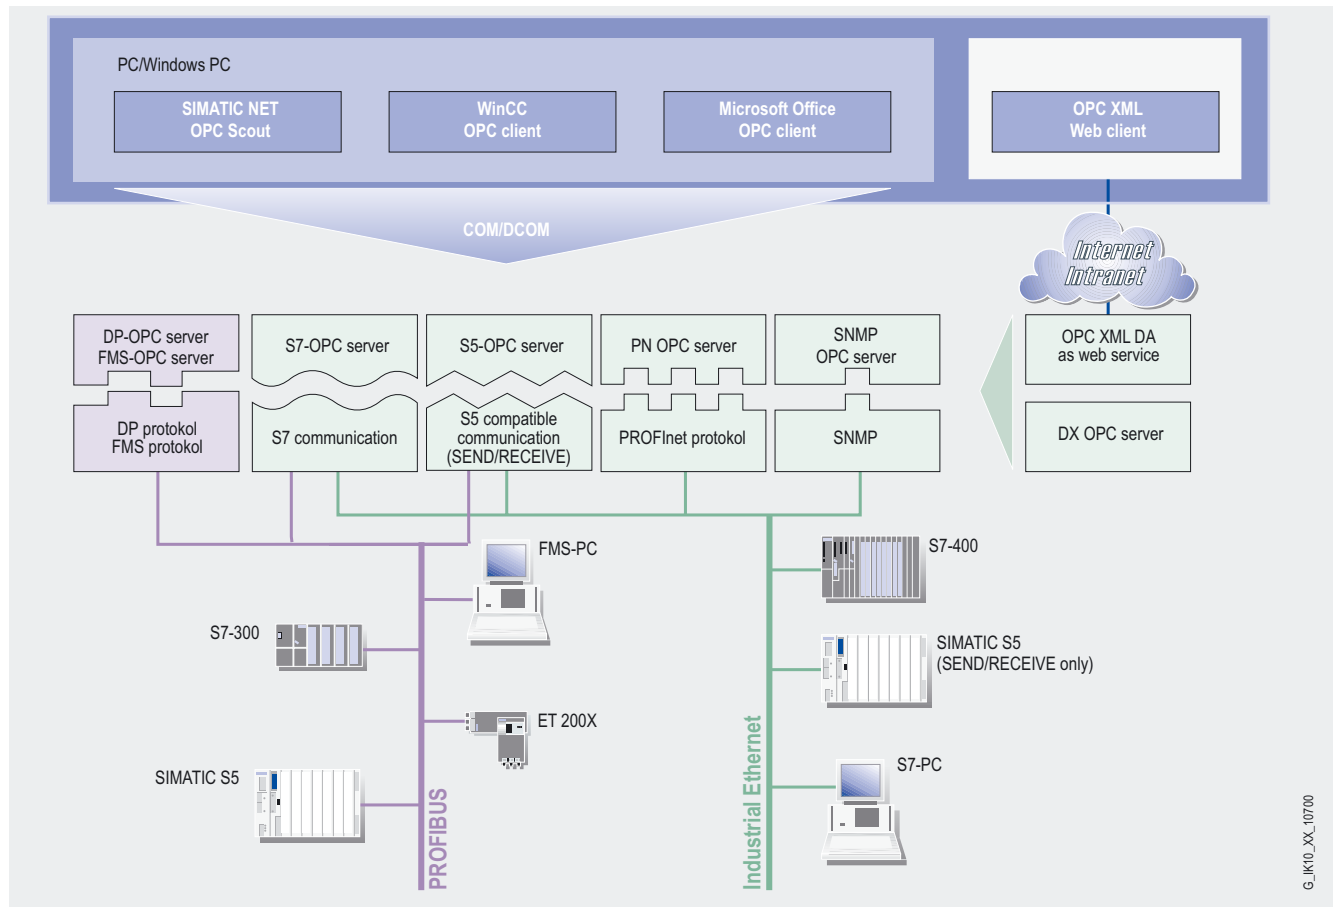 PC/Windows PC
SIMATIC NET
OPC Scout
WinCC
OPC client
Microsoft Office
OPC client
OPC XML
Web client
COM/DCOM
Internet
Intranet
DP-OPC server
FMS-OPC server
S7-OPC server
S5-OPC server
PN OPC server
SNMP
OPC server
OPC XML DA
as web service
DP protokol
FMS protokol
S7 communication
S5 compatible
communication
(SEND/RECEIVE)
PROFInet protokol
SNMP
DX OPC server
FMS-PC
S7-400
S7-300
SIMATIC S5
(SEND/RECEIVE only)
ET 200X
SIMATIC S5
S7-PC
PROFIBUS
Industrial Ethernet
G_IK10_XX_10700